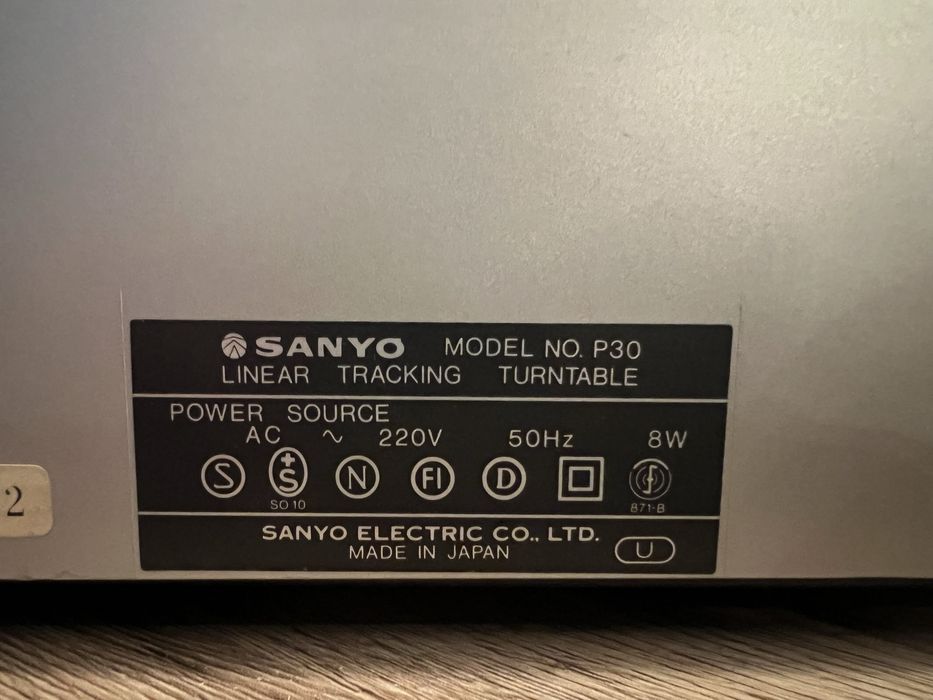 SANYO MODEL NO. P30
LINEAR TRACKING TURNTABLE
POWER SOURCE
AC ~ 220V 50Hz 8W
S +S N FI D
SO 10 871-B
SANYO ELECTRIC CO., LTD.
MADE IN JAPAN
U
2